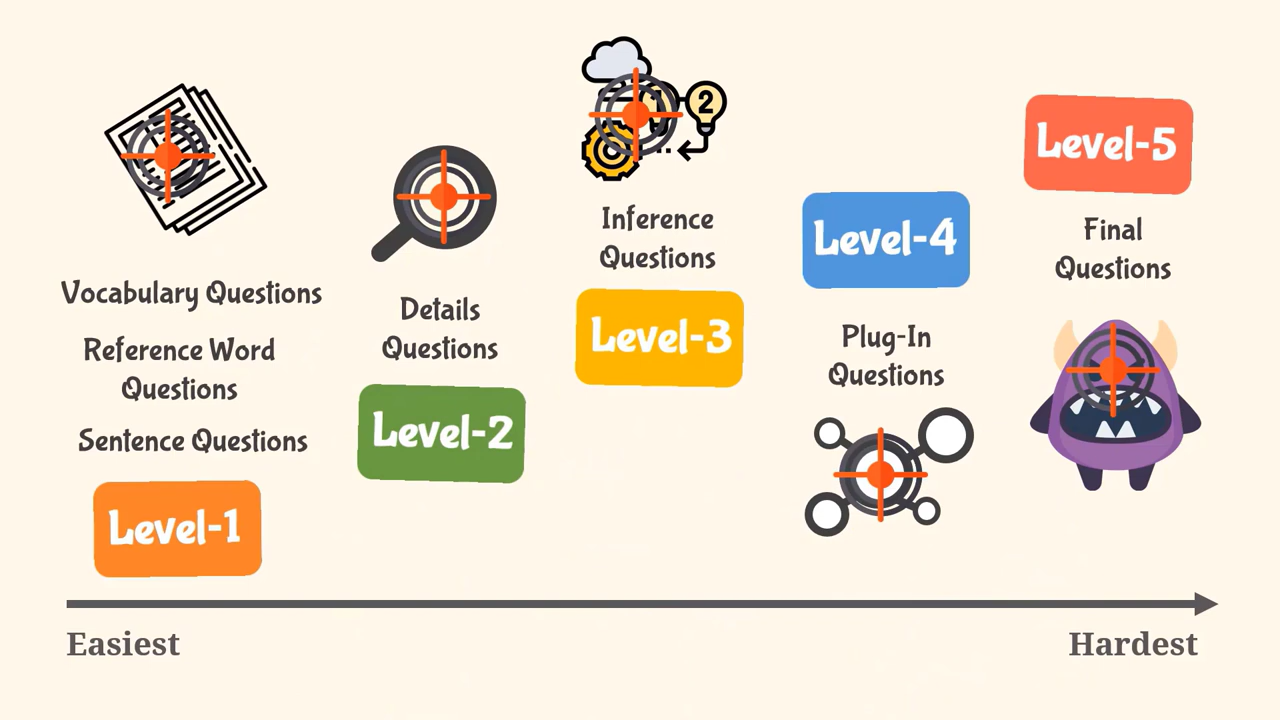 Vocabulary Questions
Reference Word
Questions
Sentence Questions
Level-1
Details
Questions
Level-2
2
Inference
Questions
Level-3
Level-4
Plug-In
Questions
Level-5
Final
Questions
Easiest
Hardest